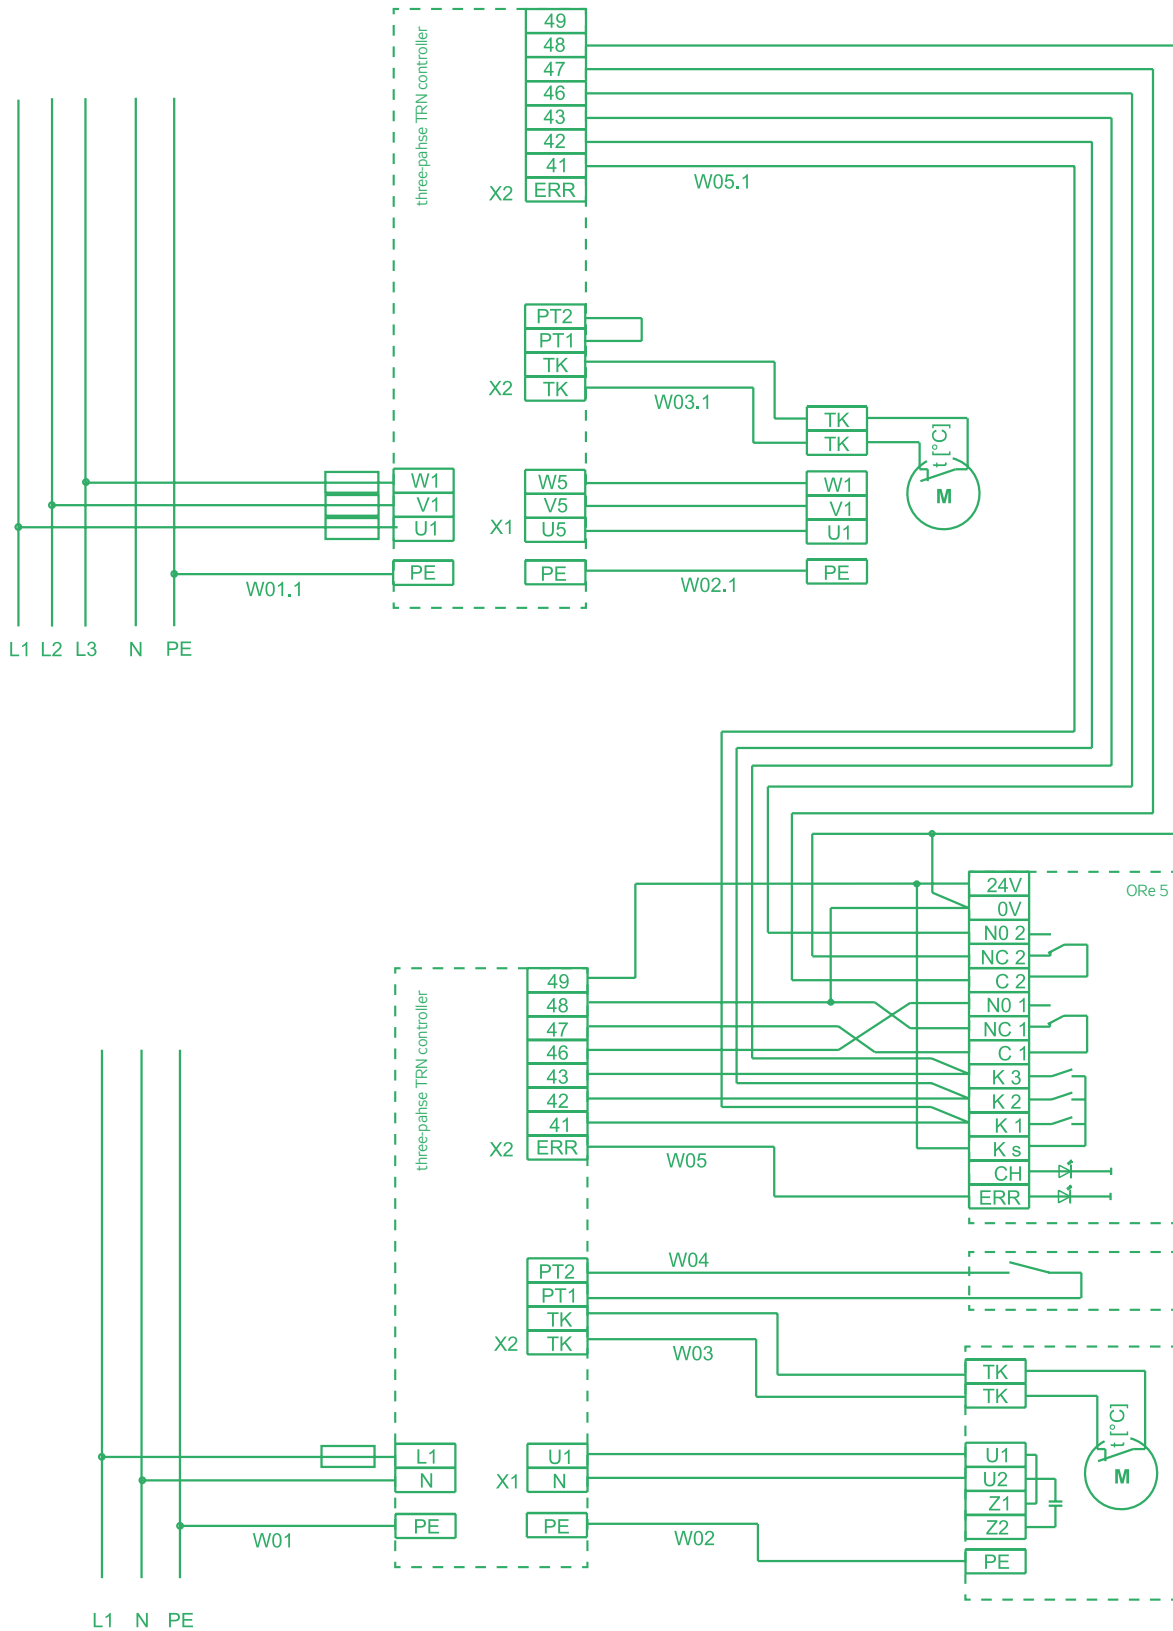 three-pahse TRN controller
49
48
47
46
43
42
41
X2 ERR
W05.1
PT2
PT1
TK
X2 TK
W03.1
TK
TK
t [°C]
M
W1
V1
U1
PE
W5
V5
X1 U5
PE
W1
V1
U1
PE
W01.1
W02.1
L1 L2 L3 N PE
ORe 5
24V
0V
N0 2
NC 2
C 2
N0 1
NC 1
C 1
K 3
K 2
K 1
K s
CH
ERR
three-pahse TRN controller
49
48
47
46
43
42
41
X2 ERR
W05
W04
PT2
PT1
TK
X2 TK
W03
TK
TK
t [°C]
M
L1
N
PE
U1
X1 N
PE
U1
U2
Z1
Z2
PE
W01
W02
L1 N PE